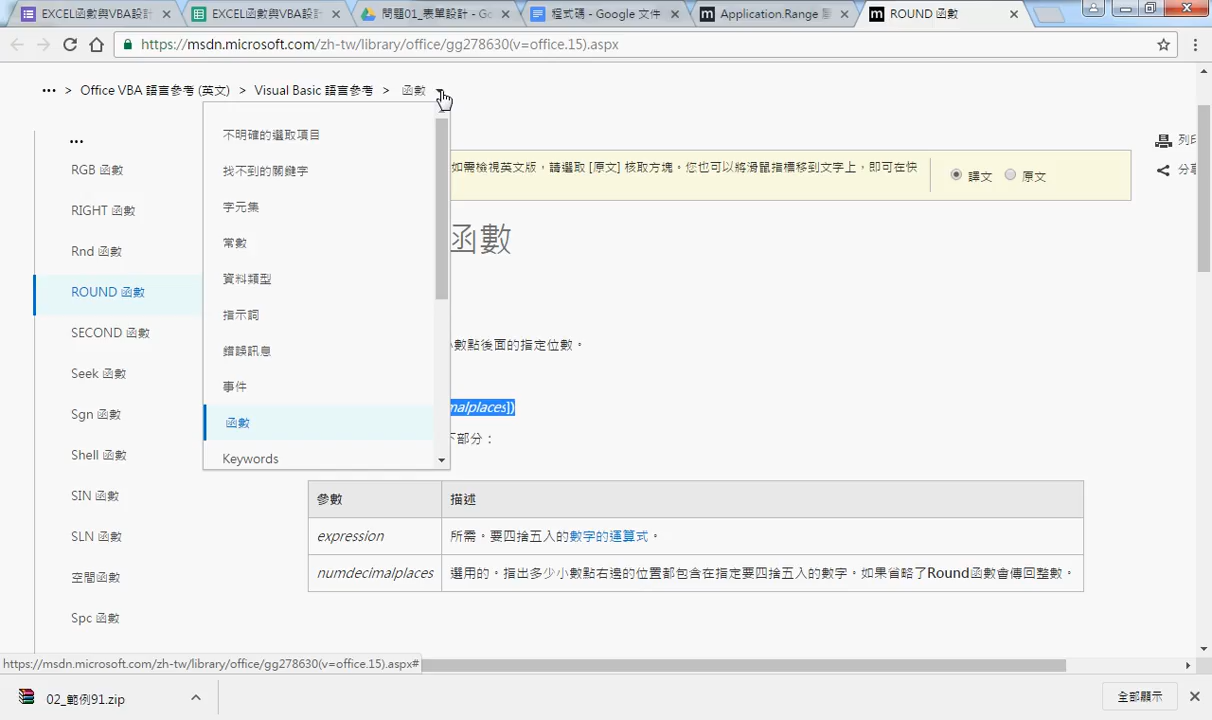 EXCEL函數與VBA設計
EXCEL函數與VBA設計
問題01_表單設計 - Go
程式碼 - Google 文件
Application.Range 屬
ROUND 函數
https://msdn.microsoft.com/zh-tw/library/office/gg278630(v=office.15).aspx
••• > Office VBA 語言參考 (英文) > Visual Basic 語言參考 > 函數
•••
RGB 函數
RIGHT 函數
Rnd 函數
ROUND 函數
SECOND 函數
Seek 函數
Sgn 函數
Shell 函數
SIN 函數
SLN 函數
空間函數
Spc 函數
不明確的選取項目
找不到的關鍵字
字元集
常數
資料類型
指示詞
錯誤訊息
事件
函數
Keywords
如需檢視英文版，請選取 [原文] 核取方塊。您也可以將滑鼠指標移到文字上，即可在快
譯文
原文
列印
分享
函數
小數點後面的指定位數。
malplaces])
下部分：
參數 描述
expression 所需。要四捨五入的數字的運算式。
numdecimalplaces 選用的。指出多少小數點右邊的位置都包含在指定要四捨五入的數字。如果省略了Round函數會傳回整數。
https://msdn.microsoft.com/zh-tw/library/office/gg278630(v=office.15).aspx#
02_範例91.zip
全部顯示